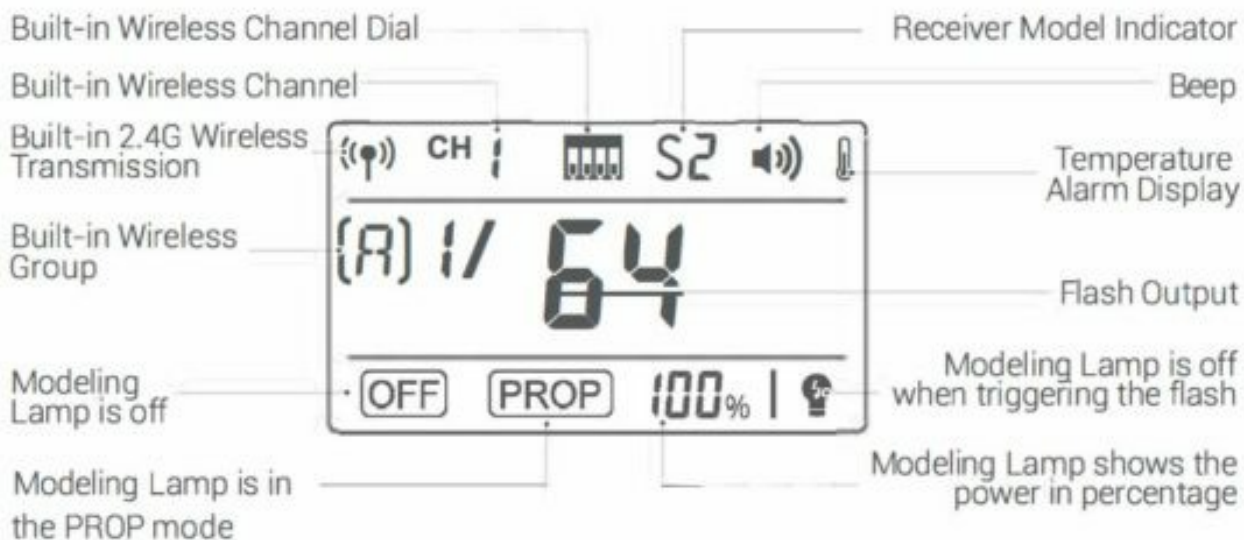 Built-in Wireless Channel Dial
Receiver Model Indicator
Built-in Wireless Channel
Beep
Built-in 2.4G Wireless
Transmission
CH 1
S2
Temperature
Alarm Display
Built-in Wireless
Group
(A) 1/ 64
Flash Output
Modeling
Lamp is off
OFF PROP 100%
Modeling Lamp is off
when triggering the flash
Modeling Lamp is in
the PROP mode
Modeling Lamp shows the
power in percentage